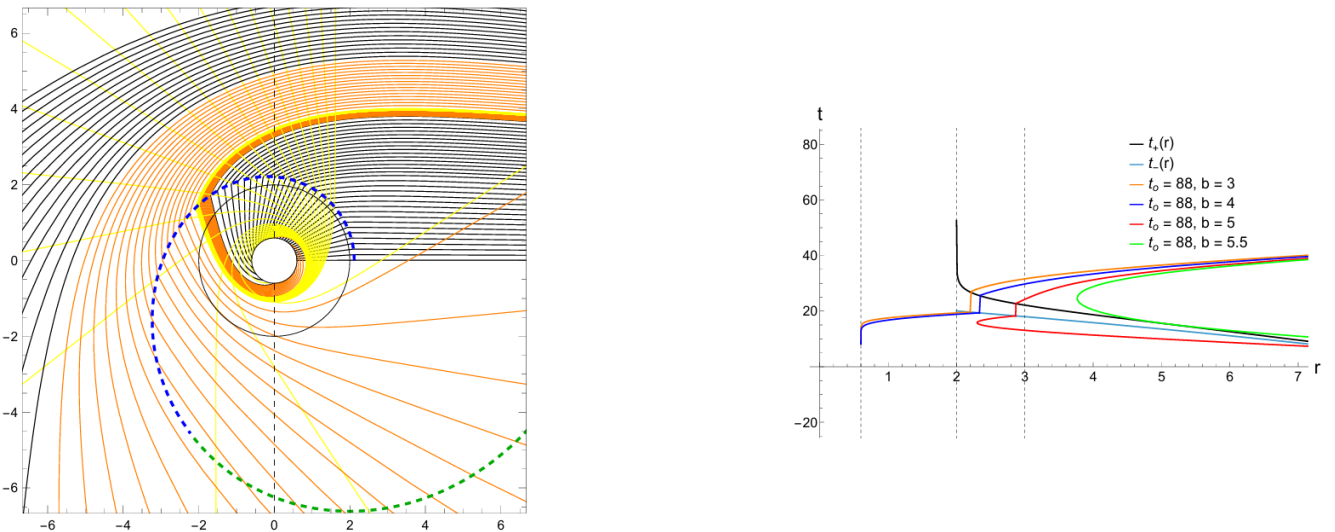 6
4
2
0
−2
−4
−6
−6 −4 −2 0 2 4 6
t
80
60
40
20
−20
1 2 3 4 5 6 7 r
t₊(r)
t₋(r)
tₒ = 88, b = 3
tₒ = 88, b = 4
tₒ = 88, b = 5
tₒ = 88, b = 5.5